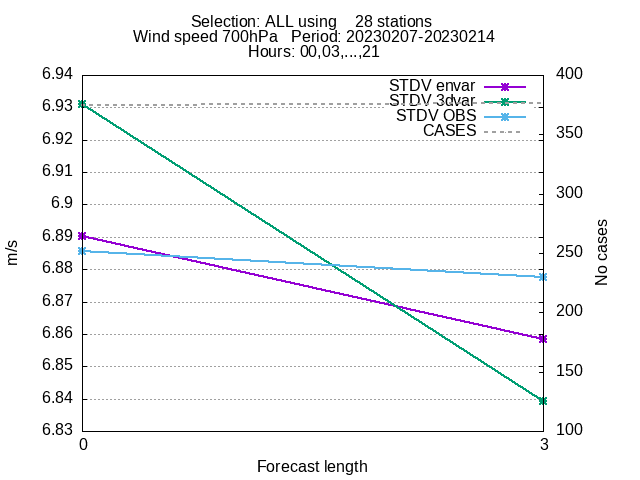 Selection: ALL using    28 stations
Wind speed 700hPa   Period: 20230207-20230214
Hours: 00,03,...,21
STDV envar
STDV 3dvar
STDV OBS
CASES
6.94
6.93
6.92
6.91
6.9
6.89
6.88
6.87
6.86
6.85
6.84
6.83
400
350
300
250
200
150
100
m/s
No cases
0
3
Forecast length